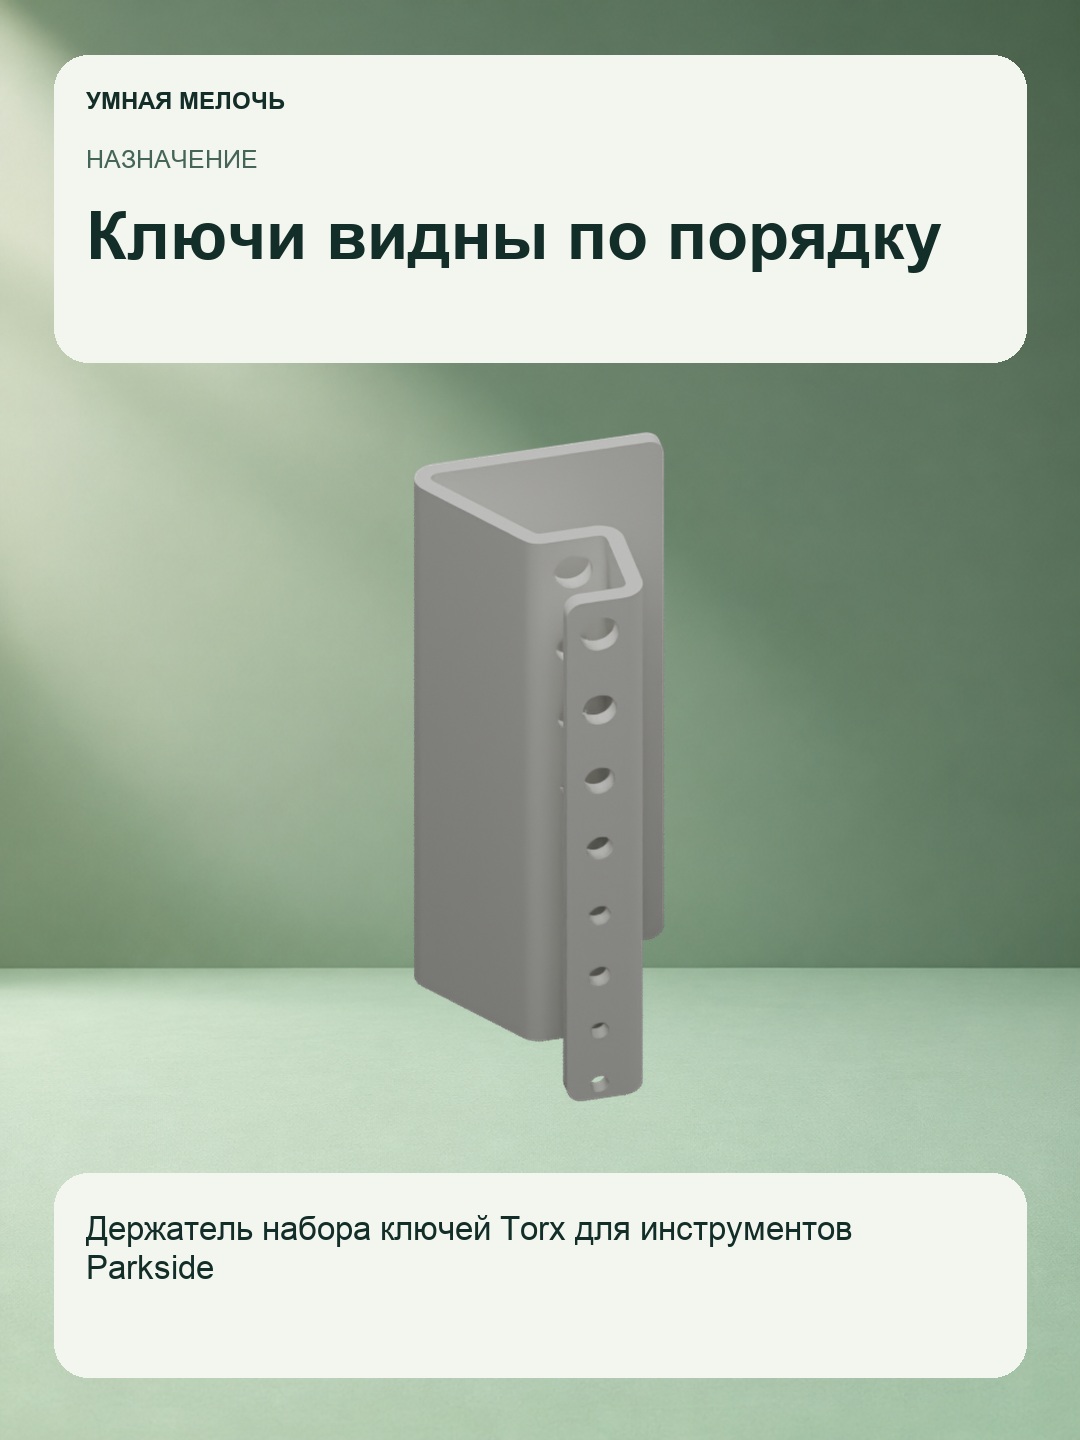 УМНАЯ МЕЛОЧЬ
НАЗНАЧЕНИЕ
Ключи видны по порядку
Держатель набора ключей Torx для инструментов
Parkside